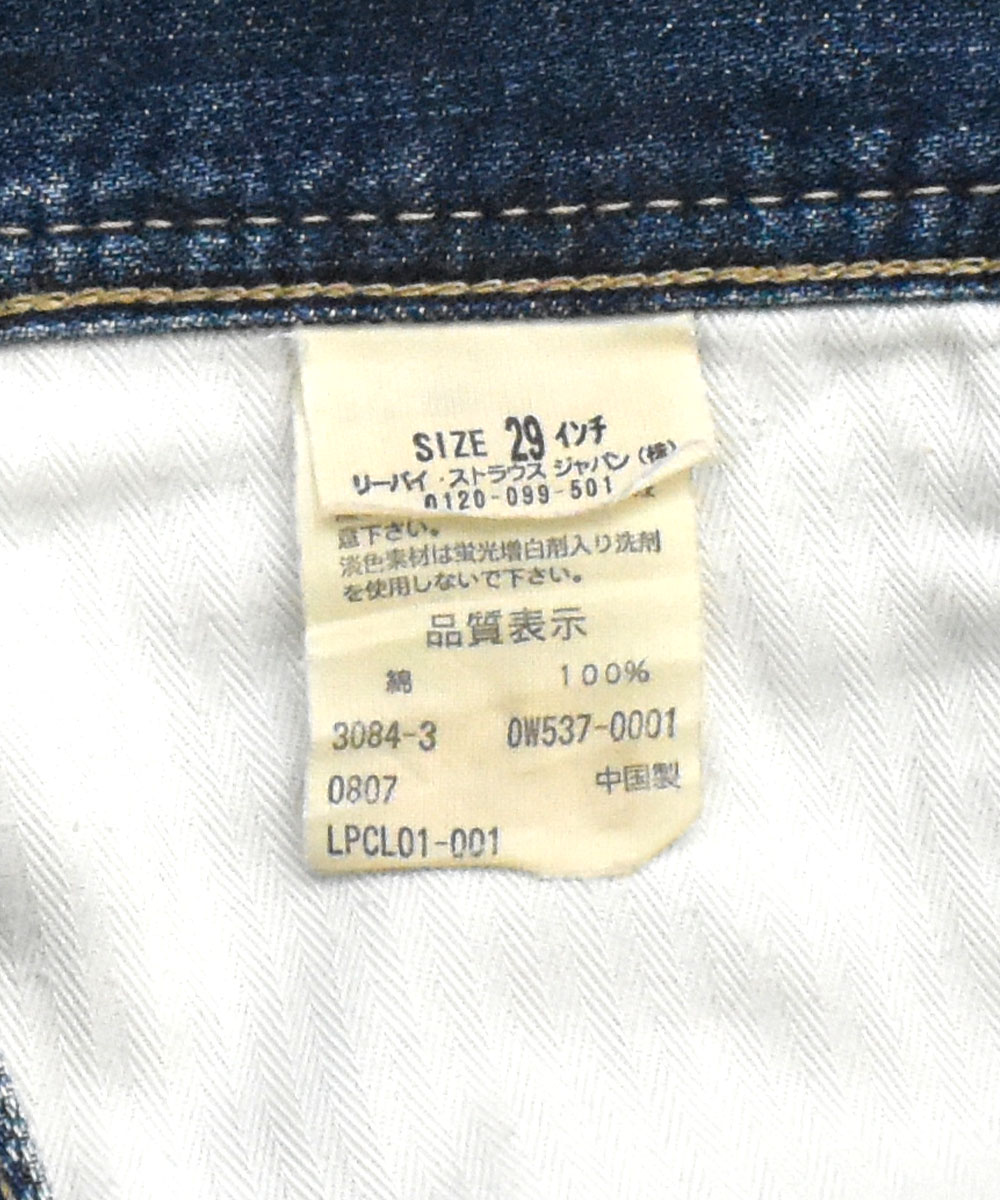 SIZE 29 インチ
リーバイ・ストラウス ジャパン(株)
0120-099-501
意下さい。
淡色素材は蛍光増白剤入り洗剤
を使用しないで下さい。
品質表示
綿 100%
3084-3 0W537-0001
0807 中国製
LPCL01-001